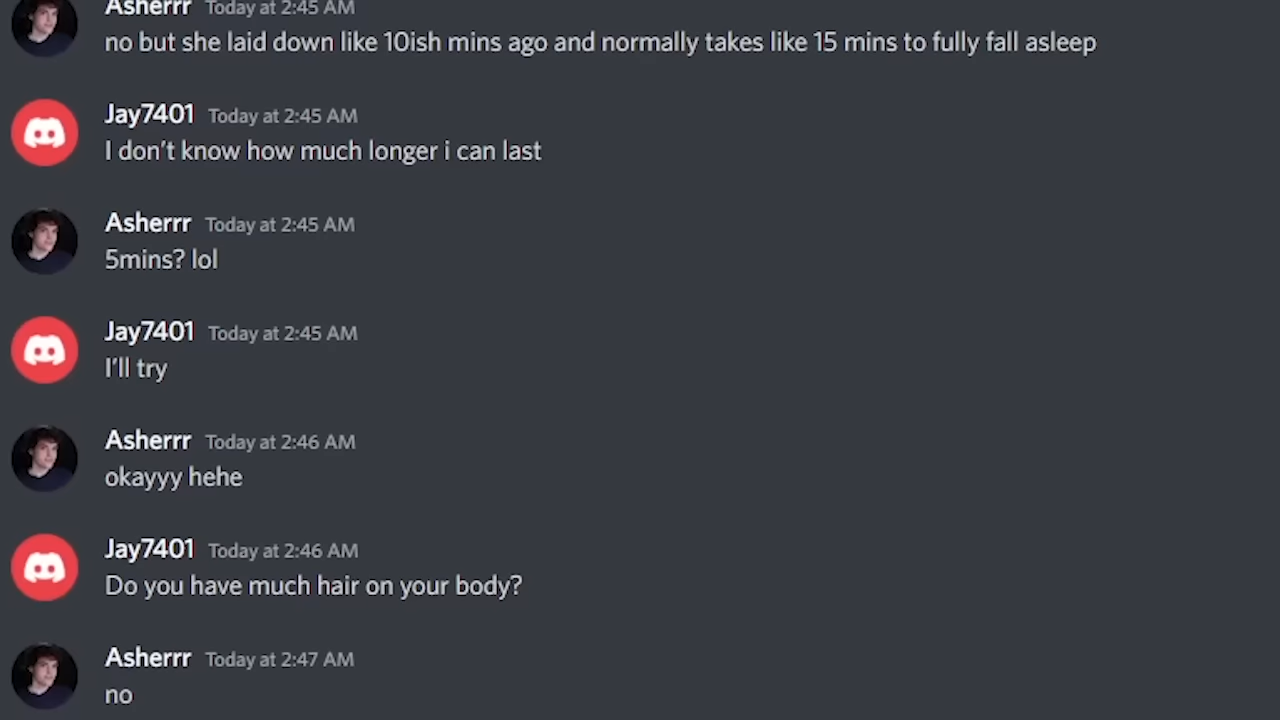 Asherrr Today at 2:45 AM
no but she laid down like 10ish mins ago and normally takes like 15 mins to fully fall asleep
Jay7401 Today at 2:45 AM
I don't know how much longer i can last
Asherrr Today at 2:45 AM
5mins? lol
Jay7401 Today at 2:45 AM
I'll try
Asherrr Today at 2:46 AM
okayyy hehe
Jay7401 Today at 2:46 AM
Do you have much hair on your body?
Asherrr Today at 2:47 AM
no